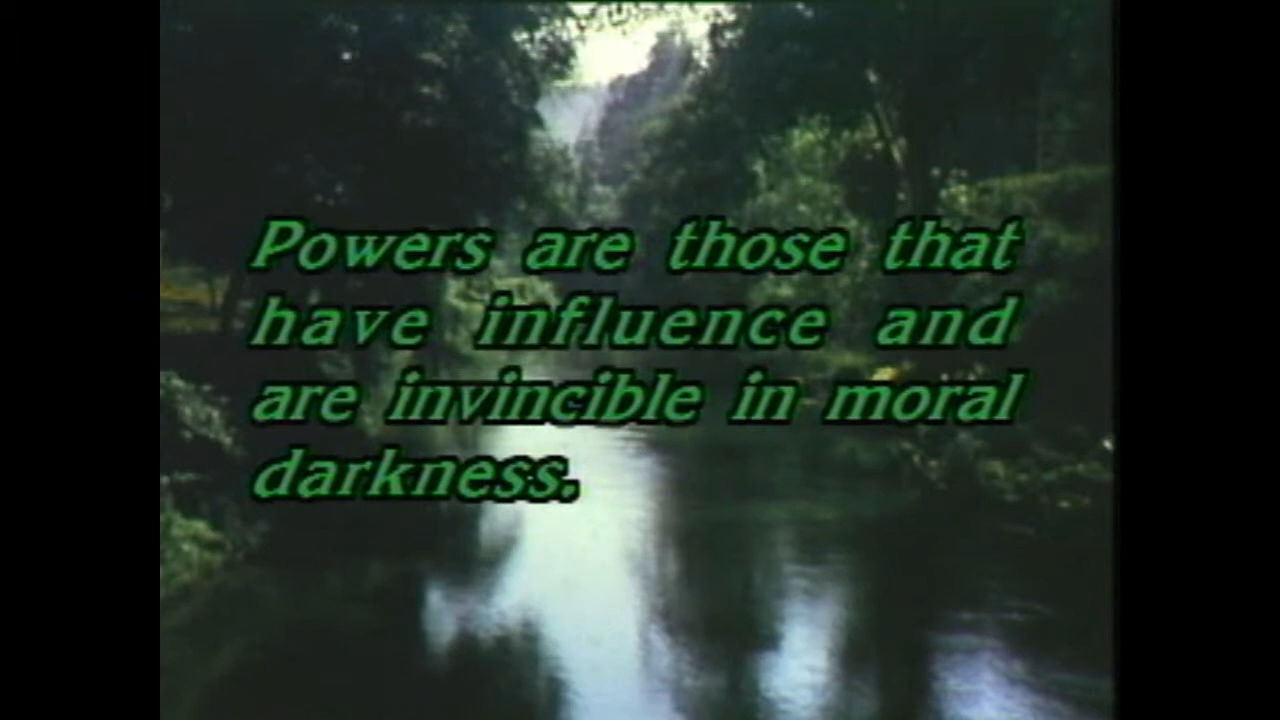 Powers are those that
have influence and
are invincible in moral
darkness.